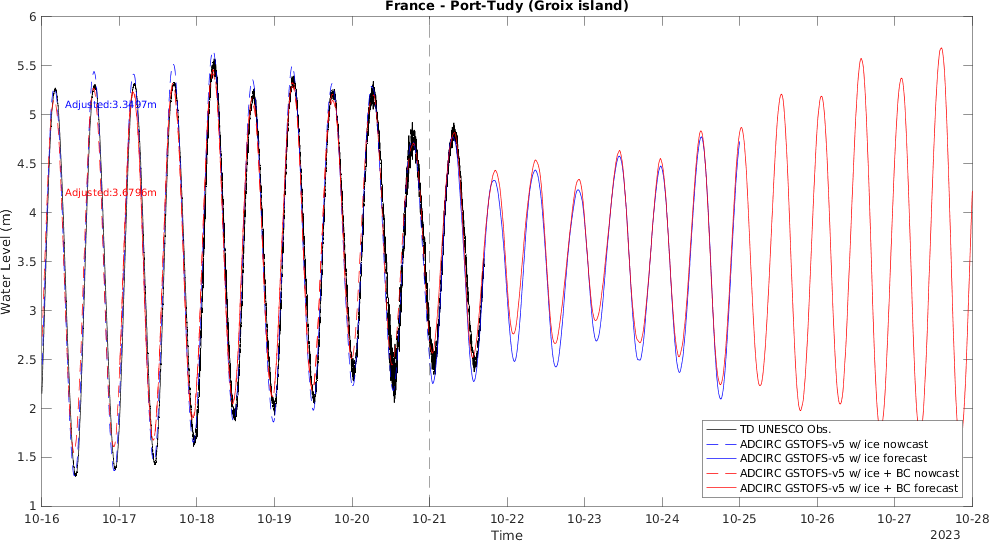 France - Port-Tudy (Groix island)
6
5.5
5
4.5
4
3.5
3
2.5
2
1.5
1
Water Level (m)
Adjusted:3.3497m
Adjusted:3.6796m
TD UNESCO Obs.
ADCIRC GSTOFS-v5 w/ ice nowcast
ADCIRC GSTOFS-v5 w/ ice forecast
ADCIRC GSTOFS-v5 w/ ice + BC nowcast
ADCIRC GSTOFS-v5 w/ ice + BC forecast
10-16 10-17 10-18 10-19 10-20 10-21 10-22 10-23 10-24 10-25 10-26 10-27 10-28
Time 2023